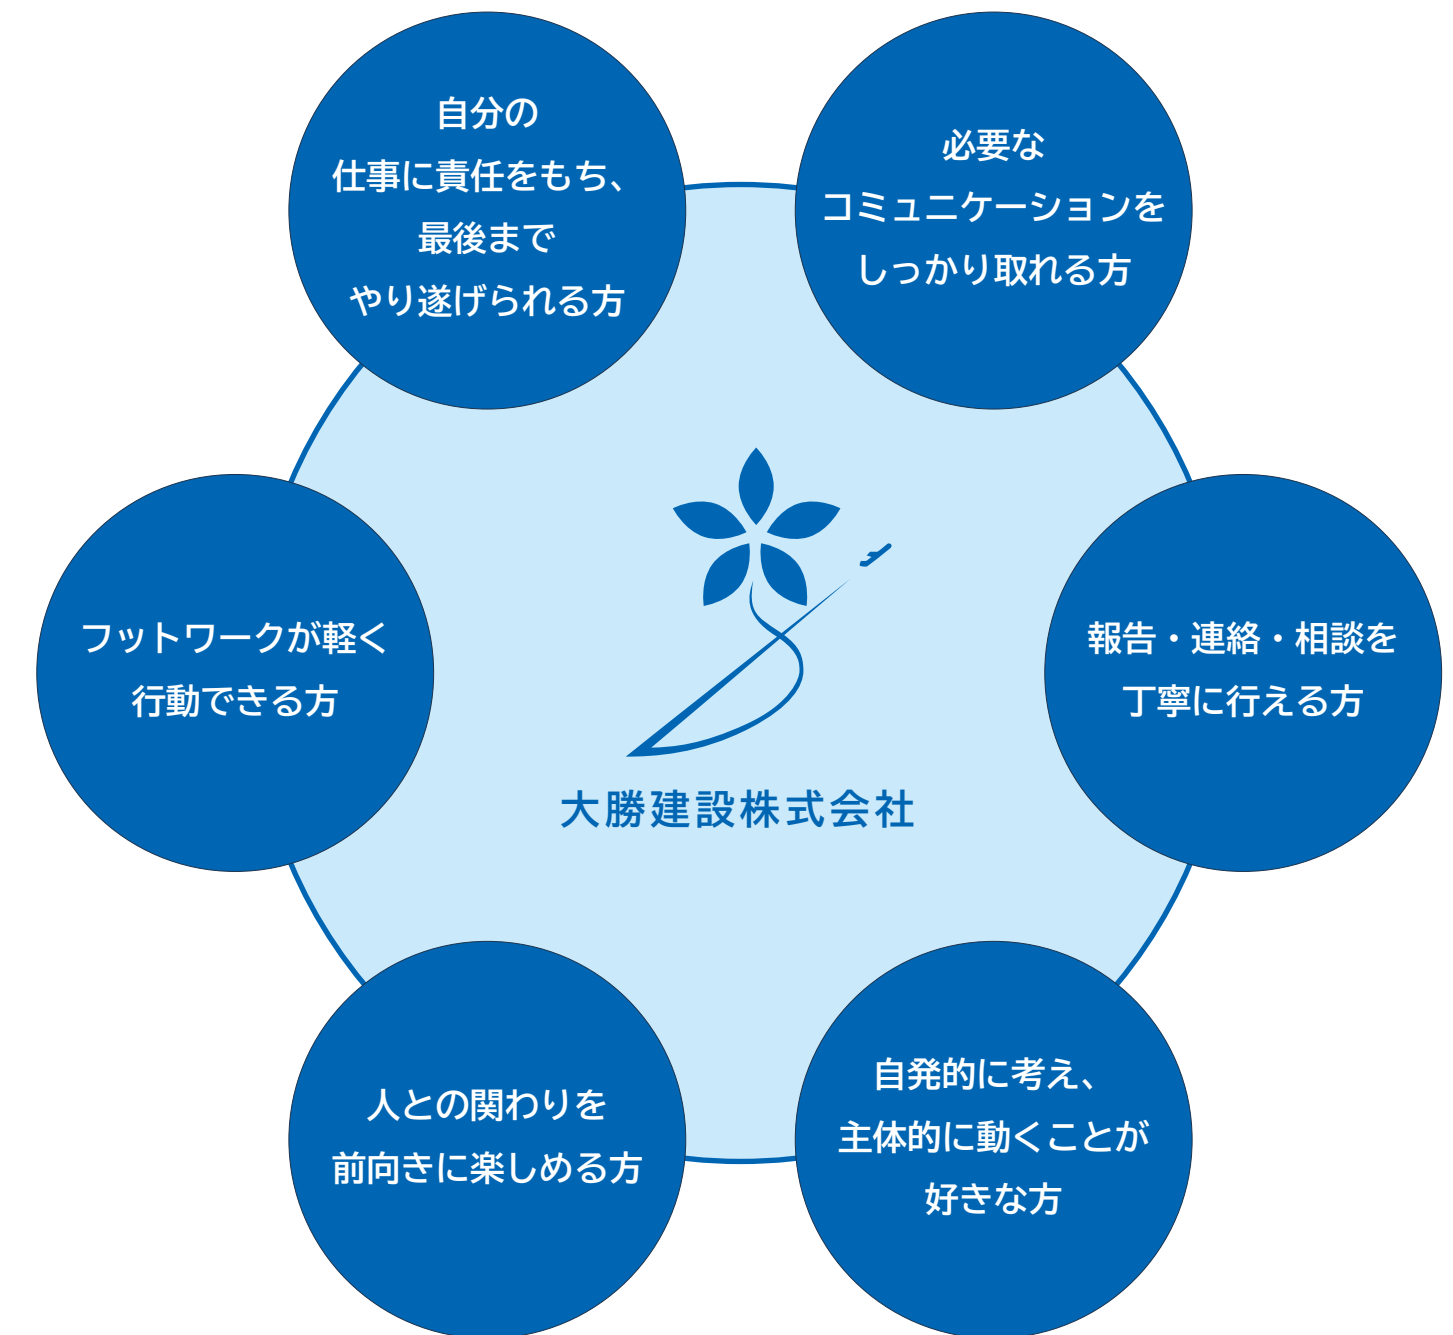 自分の
仕事に責任をもち、
最後まで
やり遂げられる方
必要な
コミュニケーションを
しっかり取れる方
フットワークが軽く
行動できる方
大勝建設株式会社
報告・連絡・相談を
丁寧に行える方
人との関わりを
前向きに楽しめる方
自発的に考え、
主体的に動くことが
好きな方